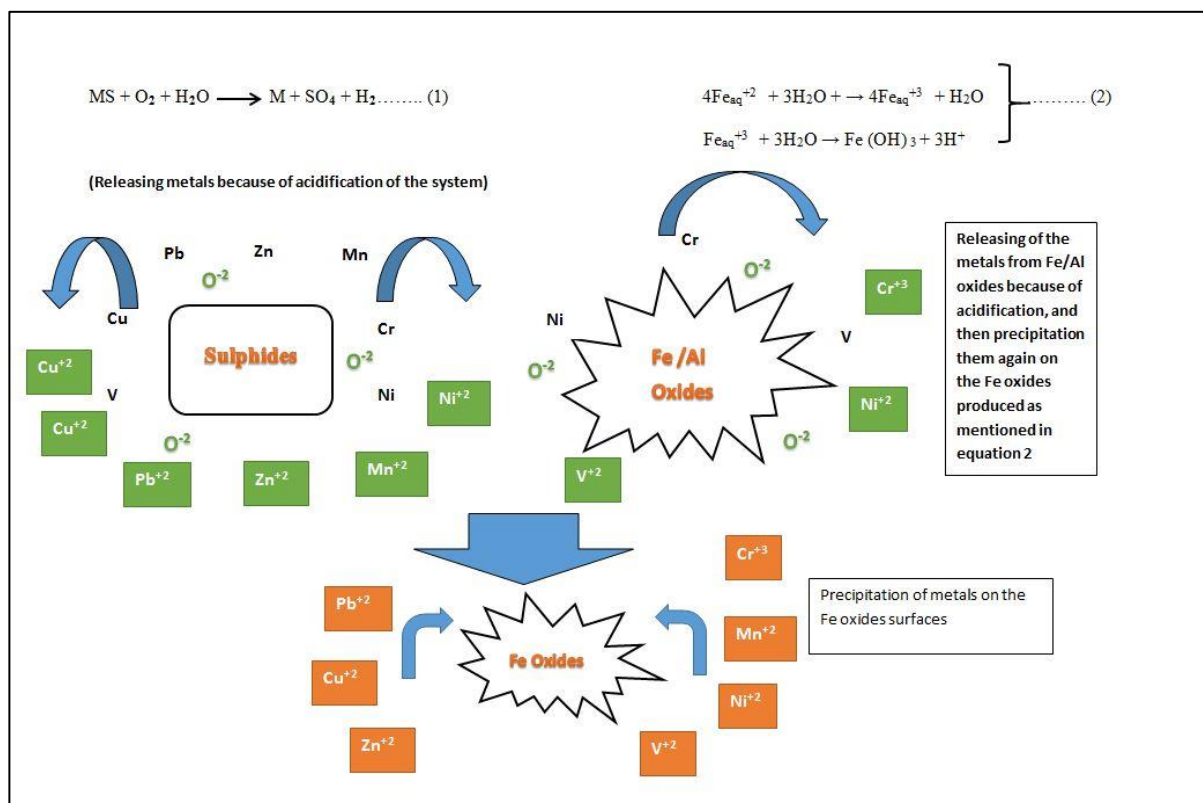 MS + O₂ + H₂O ⟶ M + SO₄ + H₂........ (1)
4Fe_aq⁺² + 3H₂O + → 4Fe_aq⁺³ + H₂O
Fe_aq⁺³ + 3H₂O → Fe (OH) ₃ + 3H⁺
.......... (2)
(Releasing metals because of acidification of the system)
Pb
Zn
Mn
O⁻²
Cu
Cr
Sulphides
O⁻²
V
Ni
O⁻²
Cu⁺²
Cu⁺²
Pb⁺²
Zn⁺²
Mn⁺²
Ni⁺²
Cr
O⁻²
Ni
O⁻²
Fe /Al
Oxides
V
O⁻²
Cr⁺³
Ni⁺²
V⁺²
Releasing of the
metals from Fe/Al
oxides because of
acidification, and
then precipitation
them again on
the Fe oxides
produced as
mentioned in
equation 2
Pb⁺²
Cu⁺²
Zn⁺²
Fe Oxides
Cr⁺³
Mn⁺²
Ni⁺²
V⁺²
Precipitation of metals on the
Fe oxides surfaces